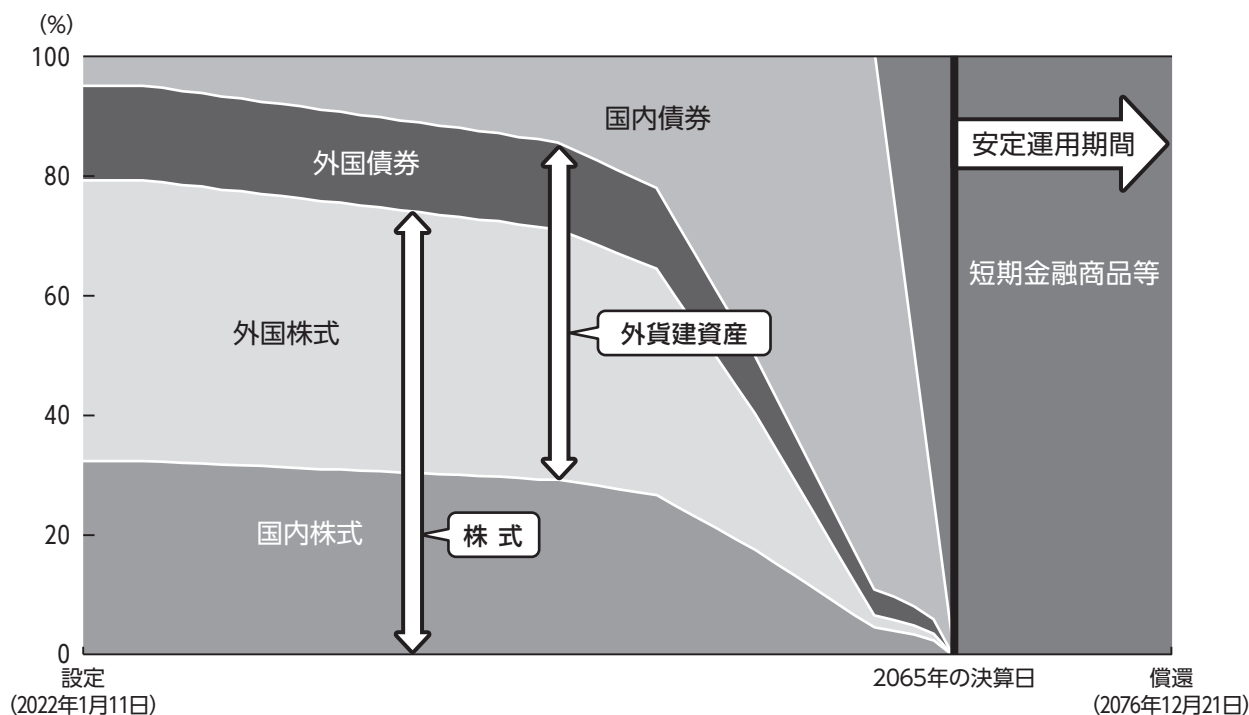 (%)
100
80
60
40
20
0
国内債券
外国債券
安定運用期間
短期金融商品等
外国株式
外貨建資産
国内株式
株 式
設定
(2022年1月11日)
2065年の決算日
償還
(2076年12月21日)